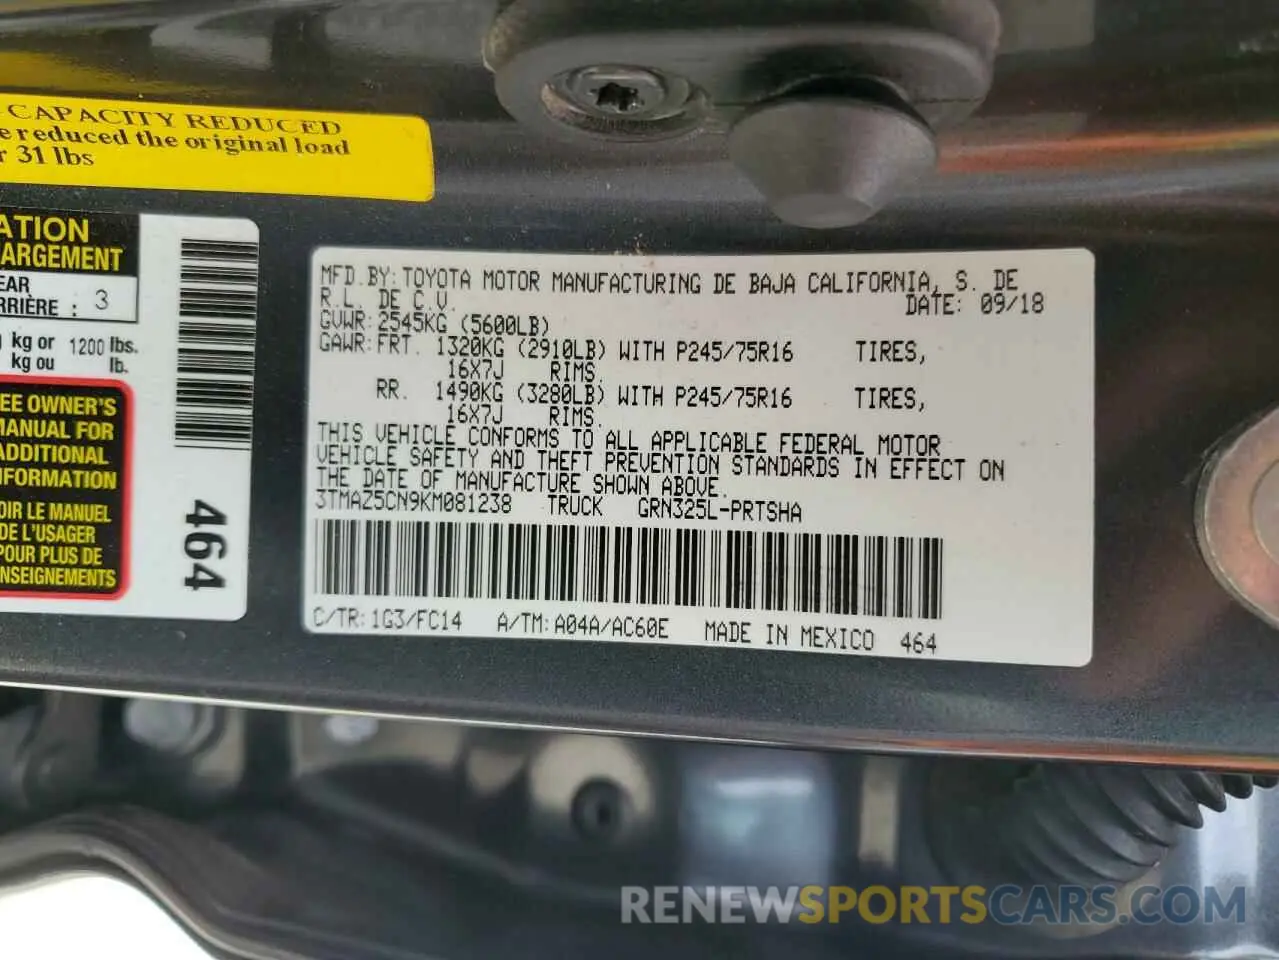 CAPACITY REDUCED
reduced the original load
31 lbs
ATION
ARGEMENT
EAR
RRIÈRE : 3
kg or 1200 lbs.
kg ou lb.
EE OWNER'S
MANUAL FOR
ADDITIONAL
INFORMATION
OIR LE MANUEL
DE L'USAGER
POUR PLUS DE
NSEIGNEMENTS
464
MFD.BY: TOYOTA MOTOR MANUFACTURING DE BAJA CALIFORNIA, S. DE
R.L. DE C.V. DATE: 09/18
GVWR: 2545KG (5600LB)
GAWR: FRT. 1320KG (2910LB) WITH P245/75R16 TIRES,
16X7J RIMS.
RR. 1490KG (3280LB) WITH P245/75R16 TIRES,
16X7J RIMS.
THIS VEHICLE CONFORMS TO ALL APPLICABLE FEDERAL MOTOR
VEHICLE SAFETY AND THEFT PREVENTION STANDARDS IN EFFECT ON
THE DATE OF MANUFACTURE SHOWN ABOVE.
3TMAZ5CN9KM081238 TRUCK GRN325L-PRTSHA
C/TR: 1G3/FC14 A/TM: A04A/AC60E MADE IN MEXICO 464
RENEWSPORTSCARS.COM